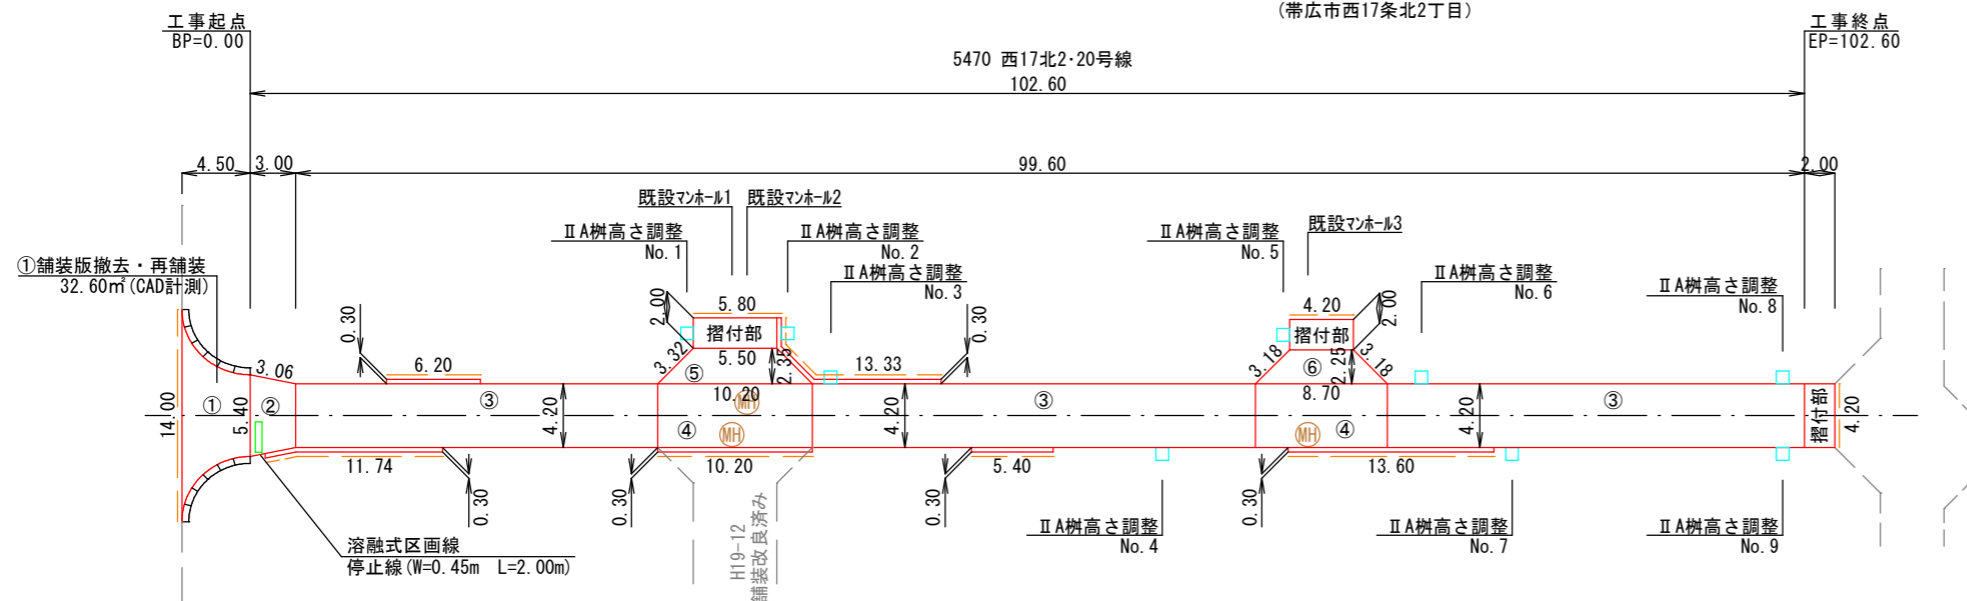 (帯広市西17条北2丁目)
工事起点
BP=0.00
工事終点
EP=102.60
5470 西17北2・20号線
102.60
4.50
3.00
99.60
2.00
既設マンホール1
既設マンホール2
既設マンホール3
ⅡA桝高さ調整
No.1
ⅡA桝高さ調整
No.2
ⅡA桝高さ調整
No.3
ⅡA桝高さ調整
No.5
ⅡA桝高さ調整
No.6
ⅡA桝高さ調整
No.8
①舗装版撤去・再舗装
32.60㎡(CAD計測)
0.30
2.00
5.80
摺付部
0.30
4.20
摺付部
2.00
3.06
6.20
3.32
5.50
2.35
13.33
3.18
2.25
3.18
⑤
⑥
14.00
①
5.40
②
③
4.20
10.20
MH
④
MH
4.20
③
8.70
MH
④
4.20
③
摺付部
4.20
11.74
0.30
0.30
10.20
0.30
5.40
0.30
13.60
H19-12
舗装改良済み
ⅡA桝高さ調整
No.4
ⅡA桝高さ調整
No.7
ⅡA桝高さ調整
No.9
溶融式区画線
停止線(W=0.45m L=2.00m)